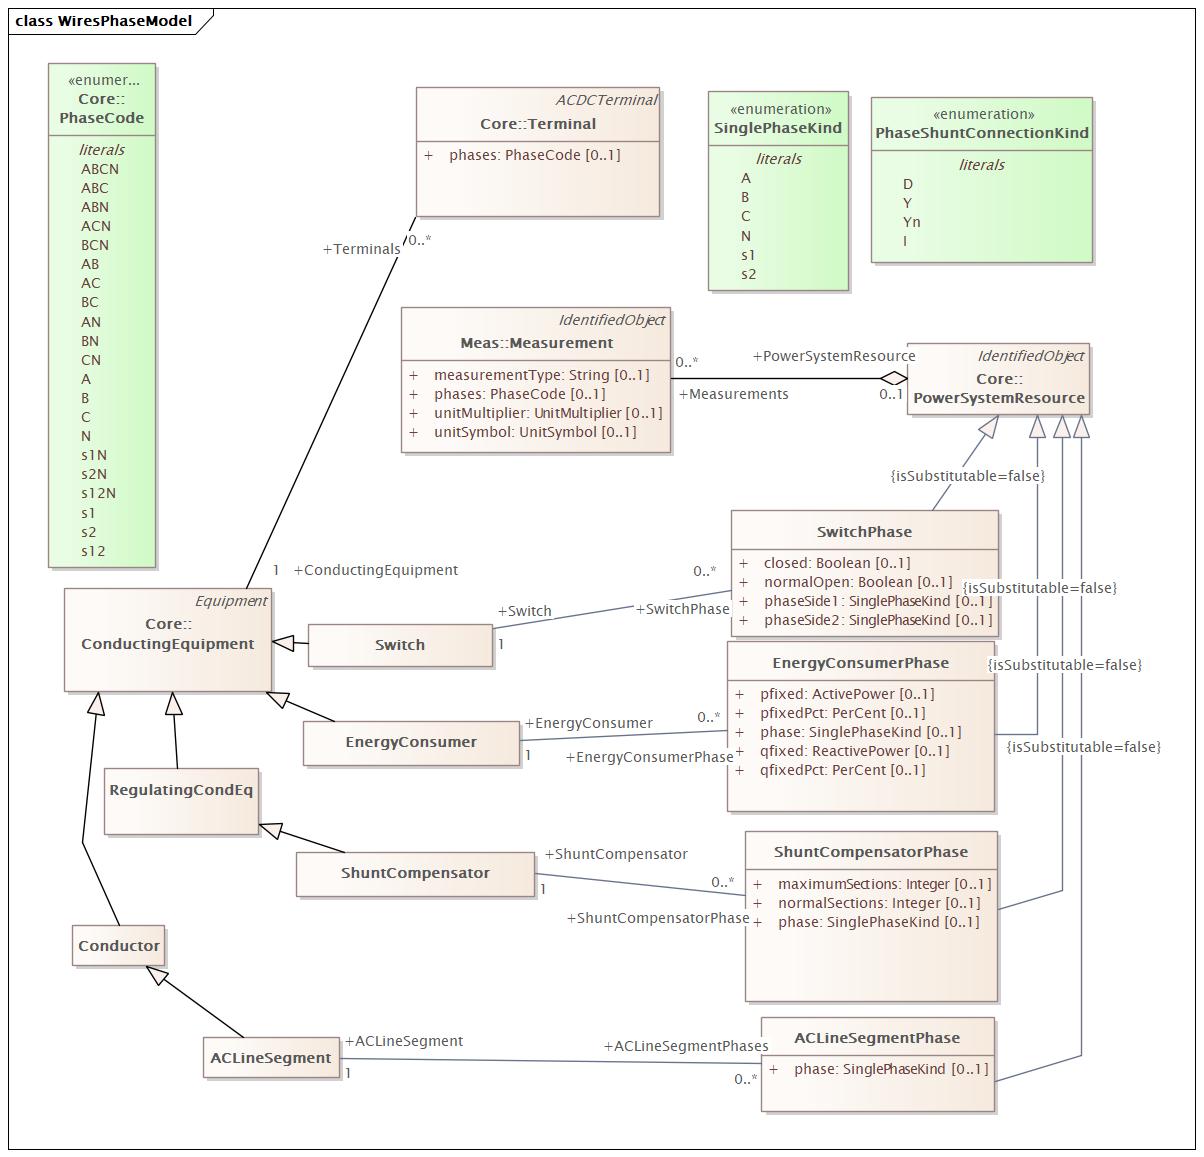 class WiresPhaseModel
«enumer...
Core::
PhaseCode
literals
ABCN
ABC
ABN
ACN
BCN
AB
AC
BC
AN
BN
CN
A
B
C
N
s1N
s2N
s12N
s1
s2
s12
ACDCTerminal
Core::Terminal
+ phases: PhaseCode [0..1]
«enumeration»
SinglePhaseKind
literals
A
B
C
N
s1
s2
«enumeration»
PhaseShuntConnectionKind
literals
D
Y
Yn
I
+Terminals
0..*
IdentifiedObject
Meas::Measurement
+ measurementType: String [0..1]
+ phases: PhaseCode [0..1]
+ unitMultiplier: UnitMultiplier [0..1]
+ unitSymbol: UnitSymbol [0..1]
0..*
+Measurements
+PowerSystemResource
0..1
IdentifiedObject
Core::
PowerSystemResource
{isSubstitutable=false}
{isSubstitutable=false}
{isSubstitutable=false}
{isSubstitutable=false}
1 +ConductingEquipment
Equipment
Core::
ConductingEquipment
Switch
+Switch
1
0..*
+SwitchPhase
SwitchPhase
+ closed: Boolean [0..1]
+ normalOpen: Boolean [0..1]
+ phaseSide1: SinglePhaseKind [0..1]
+ phaseSide2: SinglePhaseKind [0..1]
EnergyConsumer
+EnergyConsumer
1
0..*
+EnergyConsumerPhase
EnergyConsumerPhase
+ pfixed: ActivePower [0..1]
+ pfixedPct: PerCent [0..1]
+ phase: SinglePhaseKind [0..1]
+ qfixed: ReactivePower [0..1]
+ qfixedPct: PerCent [0..1]
RegulatingCondEq
ShuntCompensator
+ShuntCompensator
1
0..*
+ShuntCompensatorPhase
ShuntCompensatorPhase
+ maximumSections: Integer [0..1]
+ normalSections: Integer [0..1]
+ phase: SinglePhaseKind [0..1]
Conductor
ACLineSegment
+ACLineSegment
1
+ACLineSegmentPhases
0..*
ACLineSegmentPhase
+ phase: SinglePhaseKind [0..1]